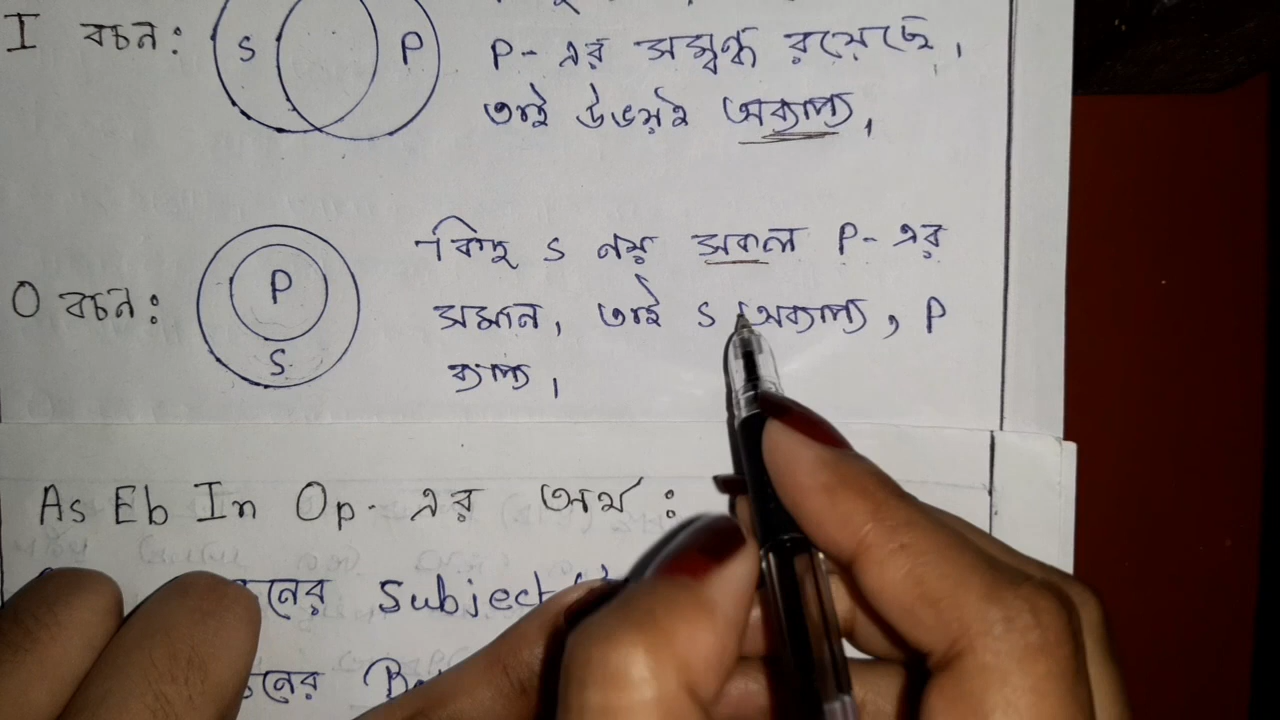 I বচন :
S P
P - এর সম্বন্ধ রয়েছে,
তাই উভয়ই অব্যাপ্য,
O বচন :
P
S
কিছু S নয় সকল P - এর
সমান, তাই S অব্যাপ্য, P
ব্যাপ্য,
As Eb In Op - এর অর্থ :
নের Subject
নের